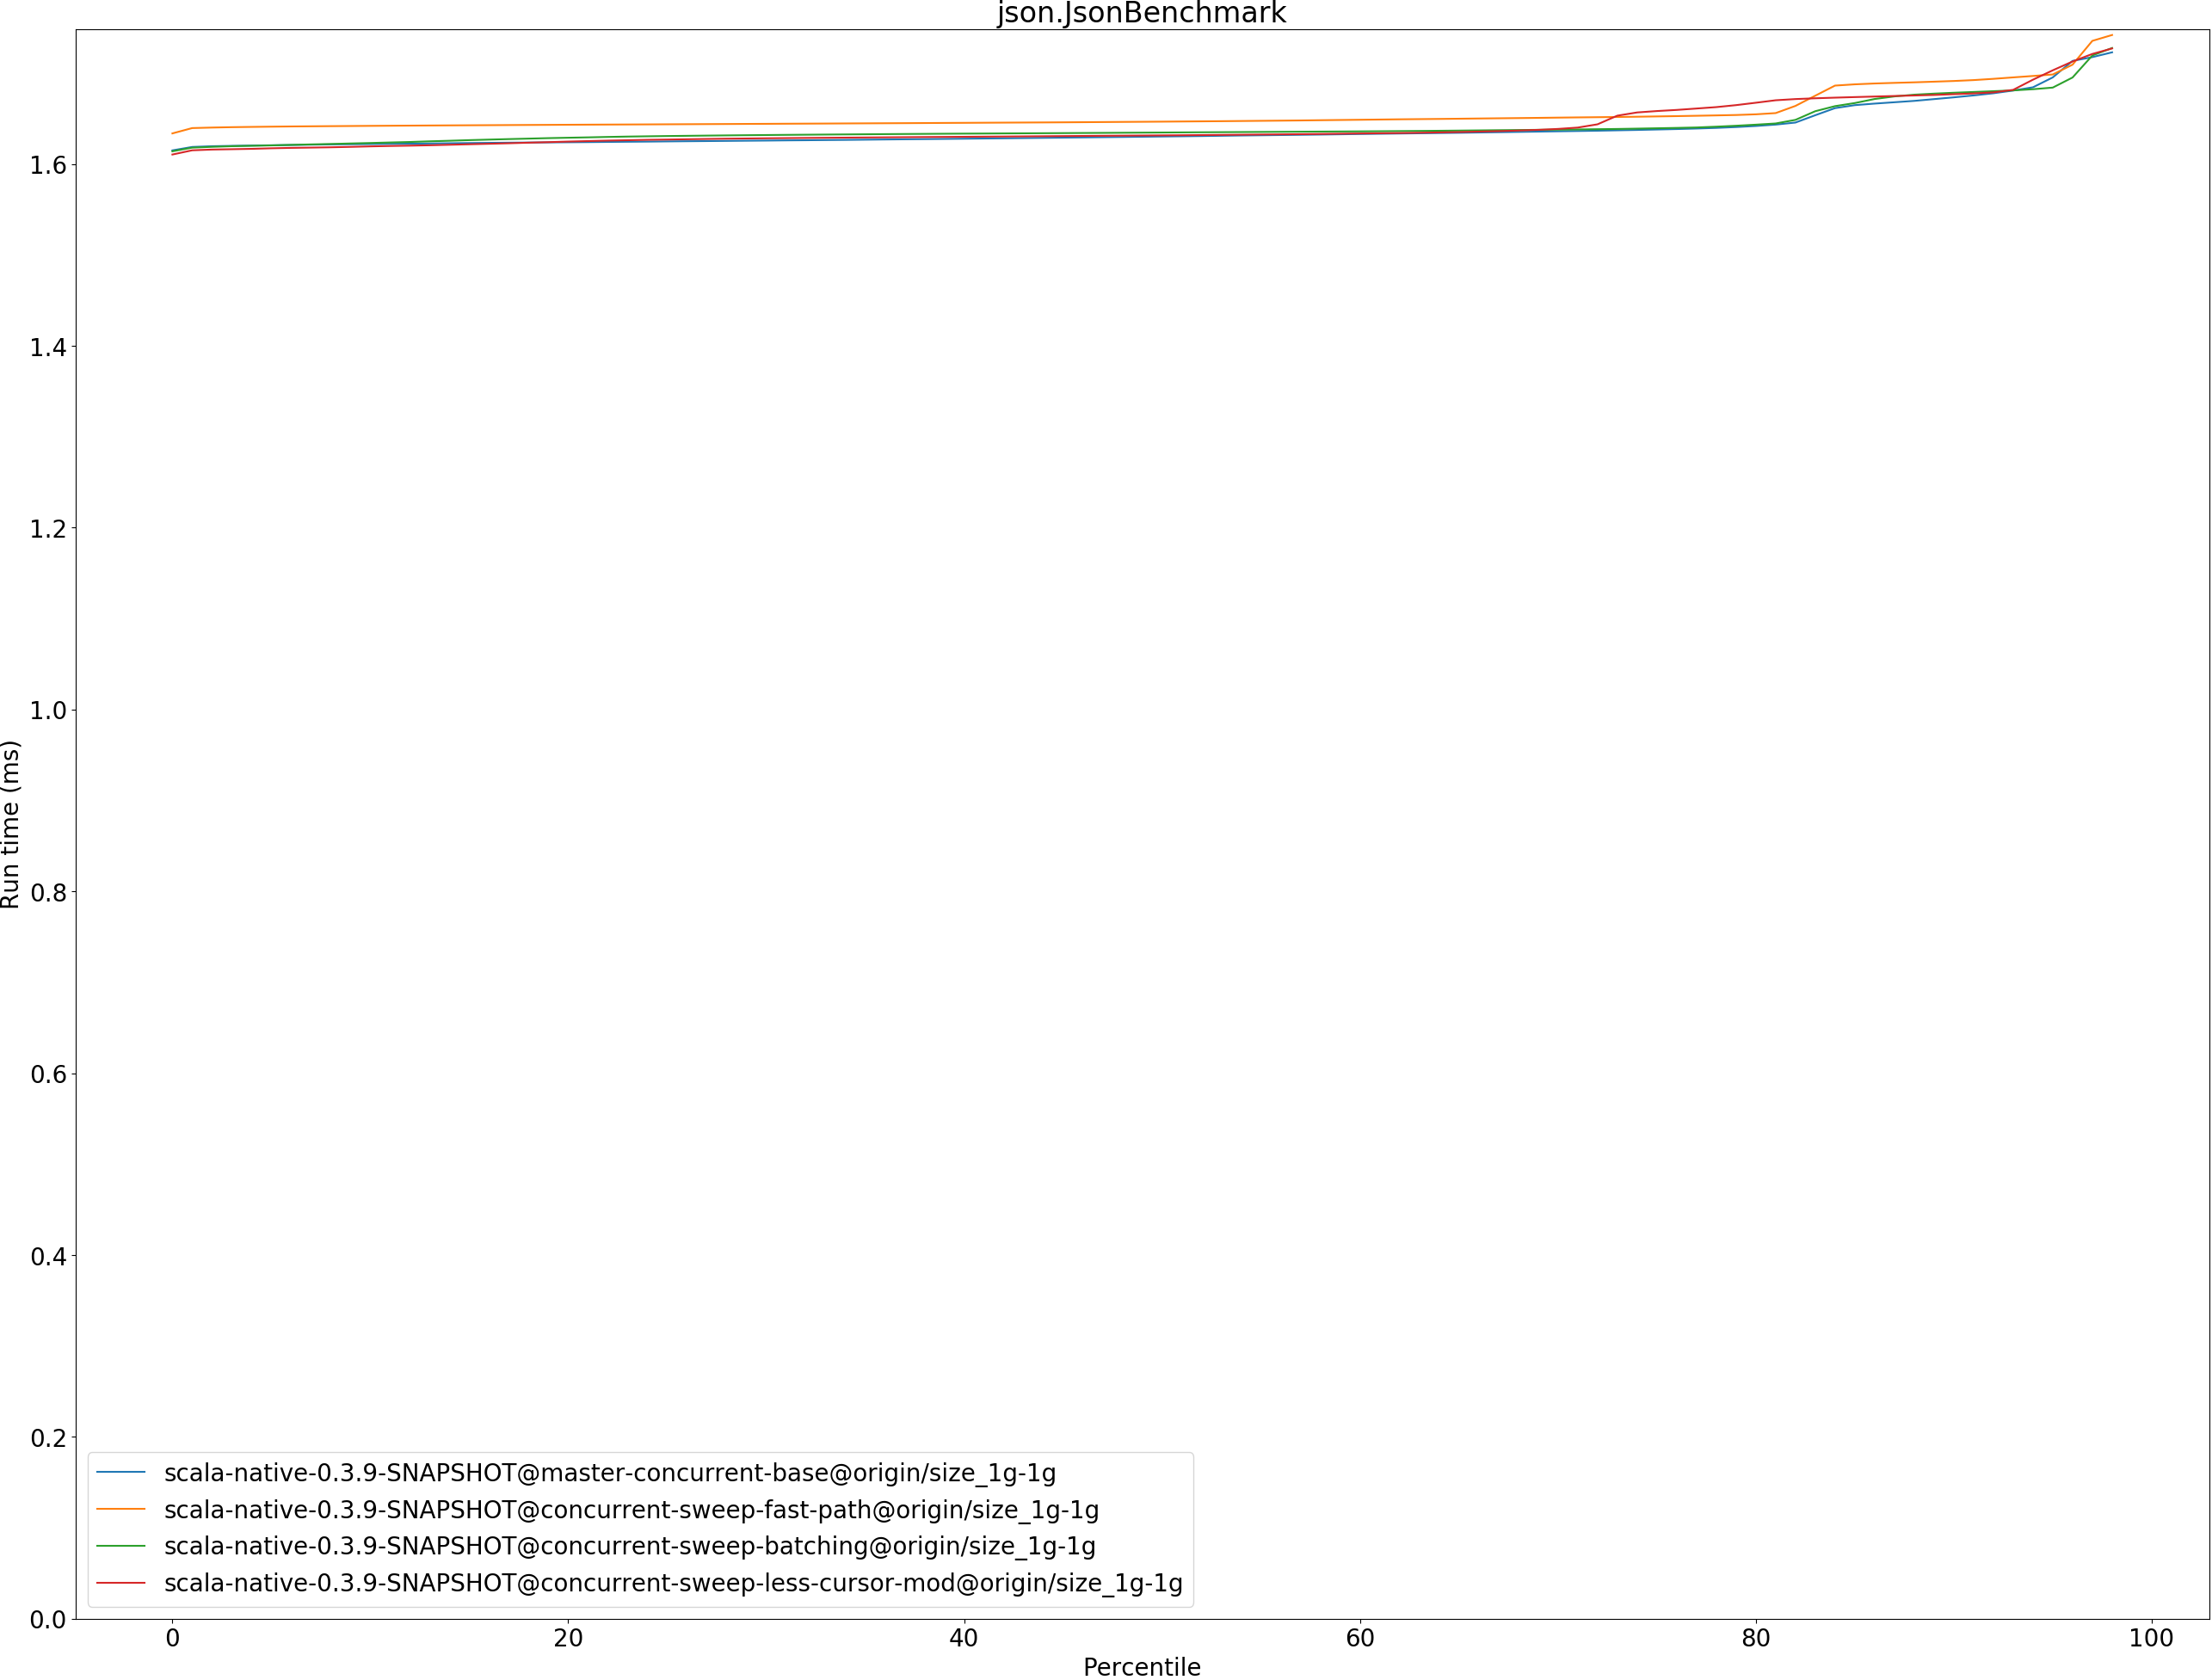 json.JsonBenchmark
Run time (ms)
1.6
1.4
1.2
1.0
0.8
0.6
0.4
0.2
0.0
scala-native-0.3.9-SNAPSHOT@master-concurrent-base@origin/size_1g-1g
scala-native-0.3.9-SNAPSHOT@concurrent-sweep-fast-path@origin/size_1g-1g
scala-native-0.3.9-SNAPSHOT@concurrent-sweep-batching@origin/size_1g-1g
scala-native-0.3.9-SNAPSHOT@concurrent-sweep-less-cursor-mod@origin/size_1g-1g
0 20 40 60 80 100
Percentile